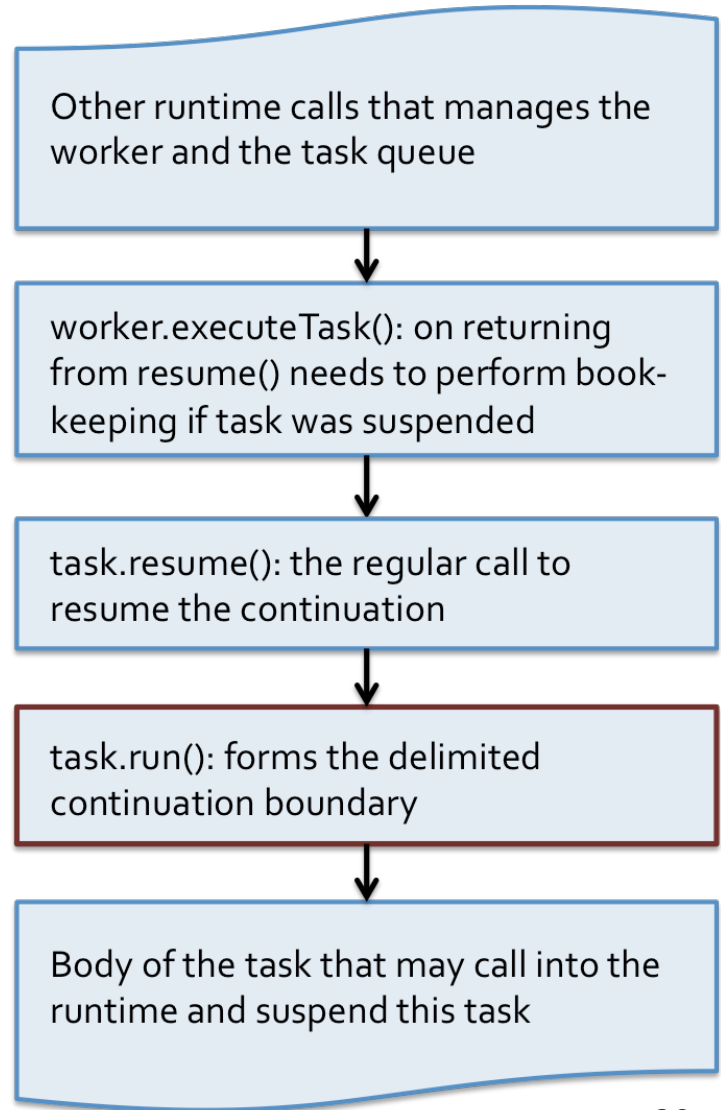 Other runtime calls that manages the
worker and the task queue
worker.executeTask(): on returning
from resume() needs to perform book-
keeping if task was suspended
task.resume(): the regular call to
resume the continuation
task.run(): forms the delimited
continuation boundary
Body of the task that may call into the
runtime and suspend this task